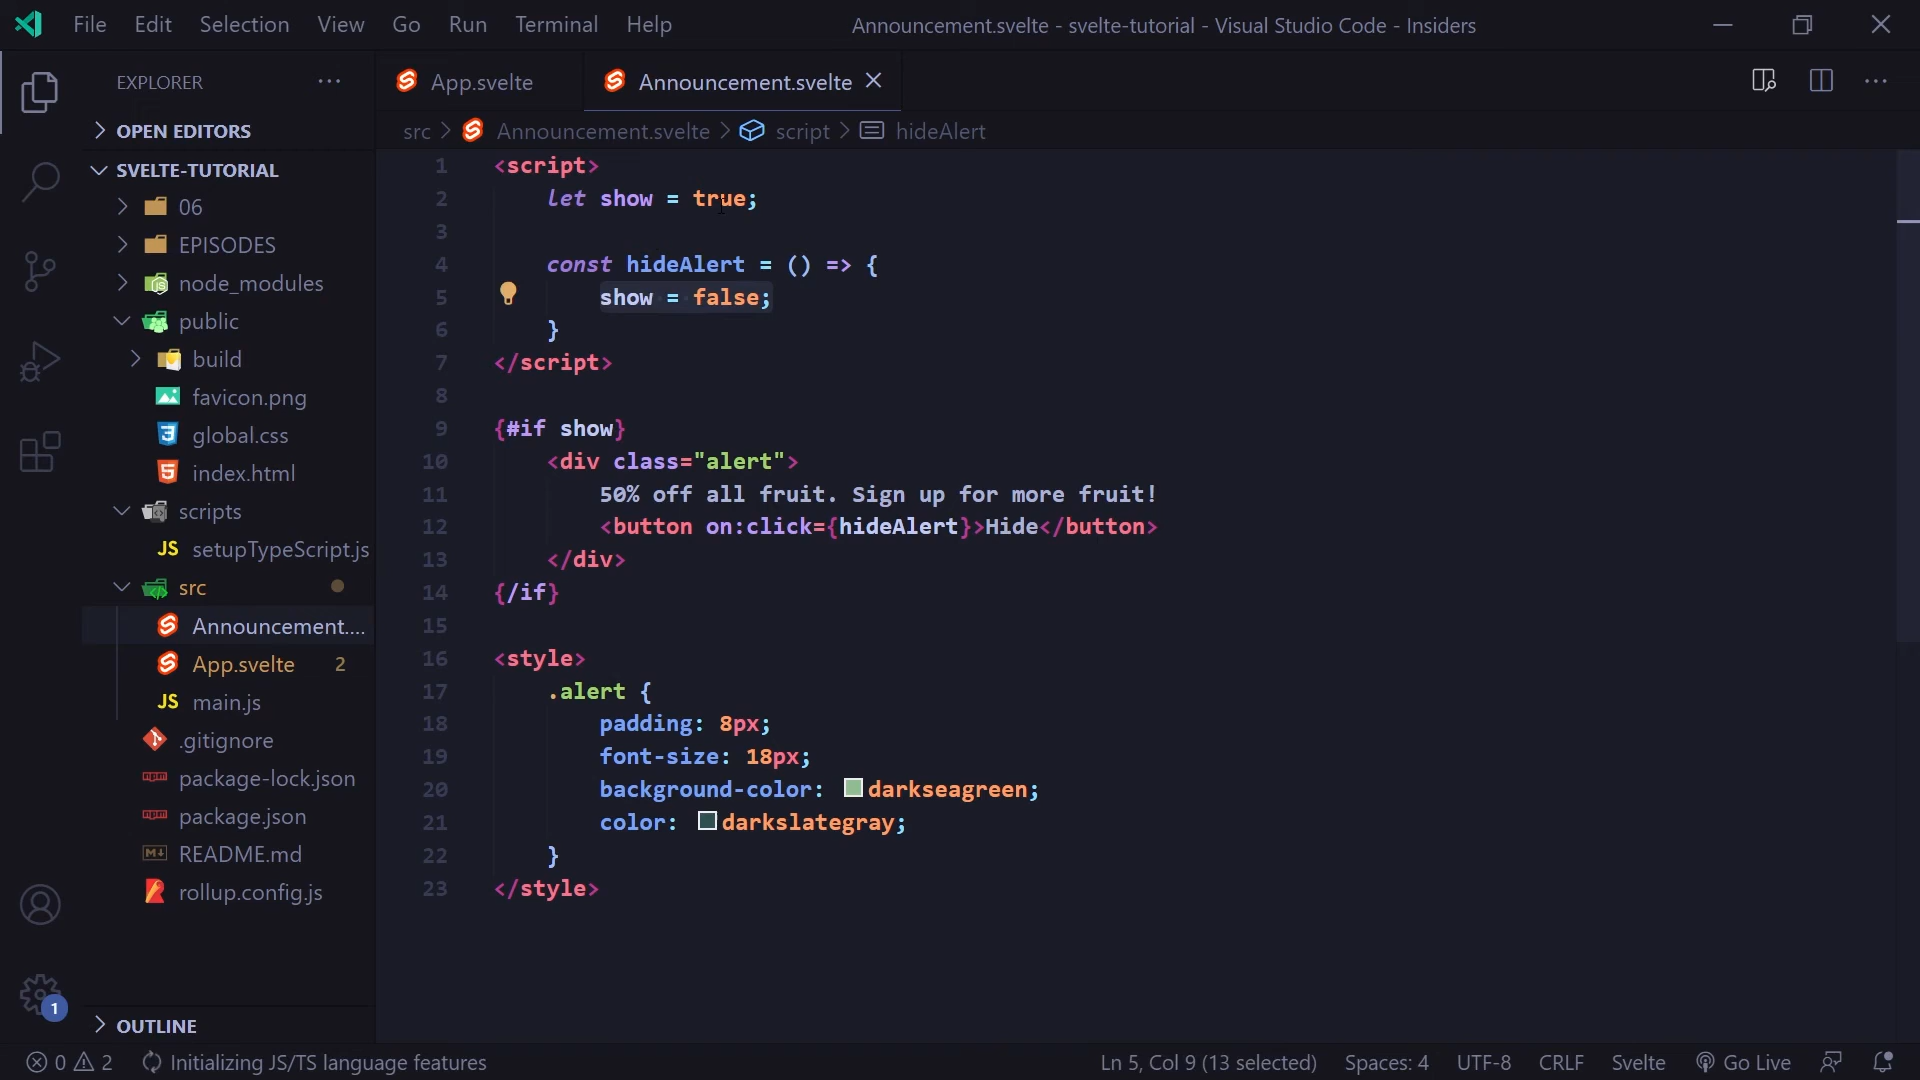 File Edit Selection View Go Run Terminal Help
Announcement.svelte - svelte-tutorial - Visual Studio Code - Insiders
EXPLORER
OPEN EDITORS
SVELTE-TUTORIAL
06
EPISODES
node_modules
public
build
favicon.png
global.css
index.html
scripts
JS setupTypeScript.js
src
Announcement....
App.svelte 2
JS main.js
.gitignore
package-lock.json
package.json
README.md
rollup.config.js
1
OUTLINE
App.svelte Announcement.svelte
src > Announcement.svelte > script > hideAlert
1 <script>
2 let show = true;
3
4 const hideAlert = () => {
5 show = false;
6 }
7 </script>
8
9 {#if show}
10 <div class="alert">
11 50% off all fruit. Sign up for more fruit!
12 <button on:click={hideAlert}>Hide</button>
13 </div>
14 {/if}
15
16 <style>
17 .alert {
18 padding: 8px;
19 font-size: 18px;
20 background-color: darkseagreen;
21 color: darkslategray;
22 }
23 </style>
0 2 Initializing JS/TS language features
Ln 5, Col 9 (13 selected) Spaces: 4 UTF-8 CRLF Svelte Go Live